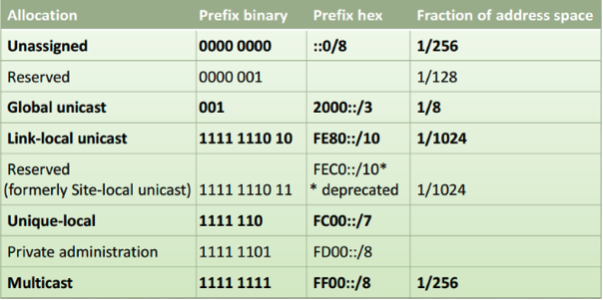 Allocation Prefix binary Prefix hex Fraction of address space
Unassigned 0000 0000 ::0/8 1/256
Reserved 0000 001 1/128
Global unicast 001 2000::/3 1/8
Link-local unicast 1111 1110 10 FE80::/10 1/1024
Reserved FEC0::/10*
(formerly Site-local unicast) 1111 1110 11 * deprecated 1/1024
Unique-local 1111 110 FC00::/7
Private administration 1111 1101 FD00::/8
Multicast 1111 1111 FF00::/8 1/256